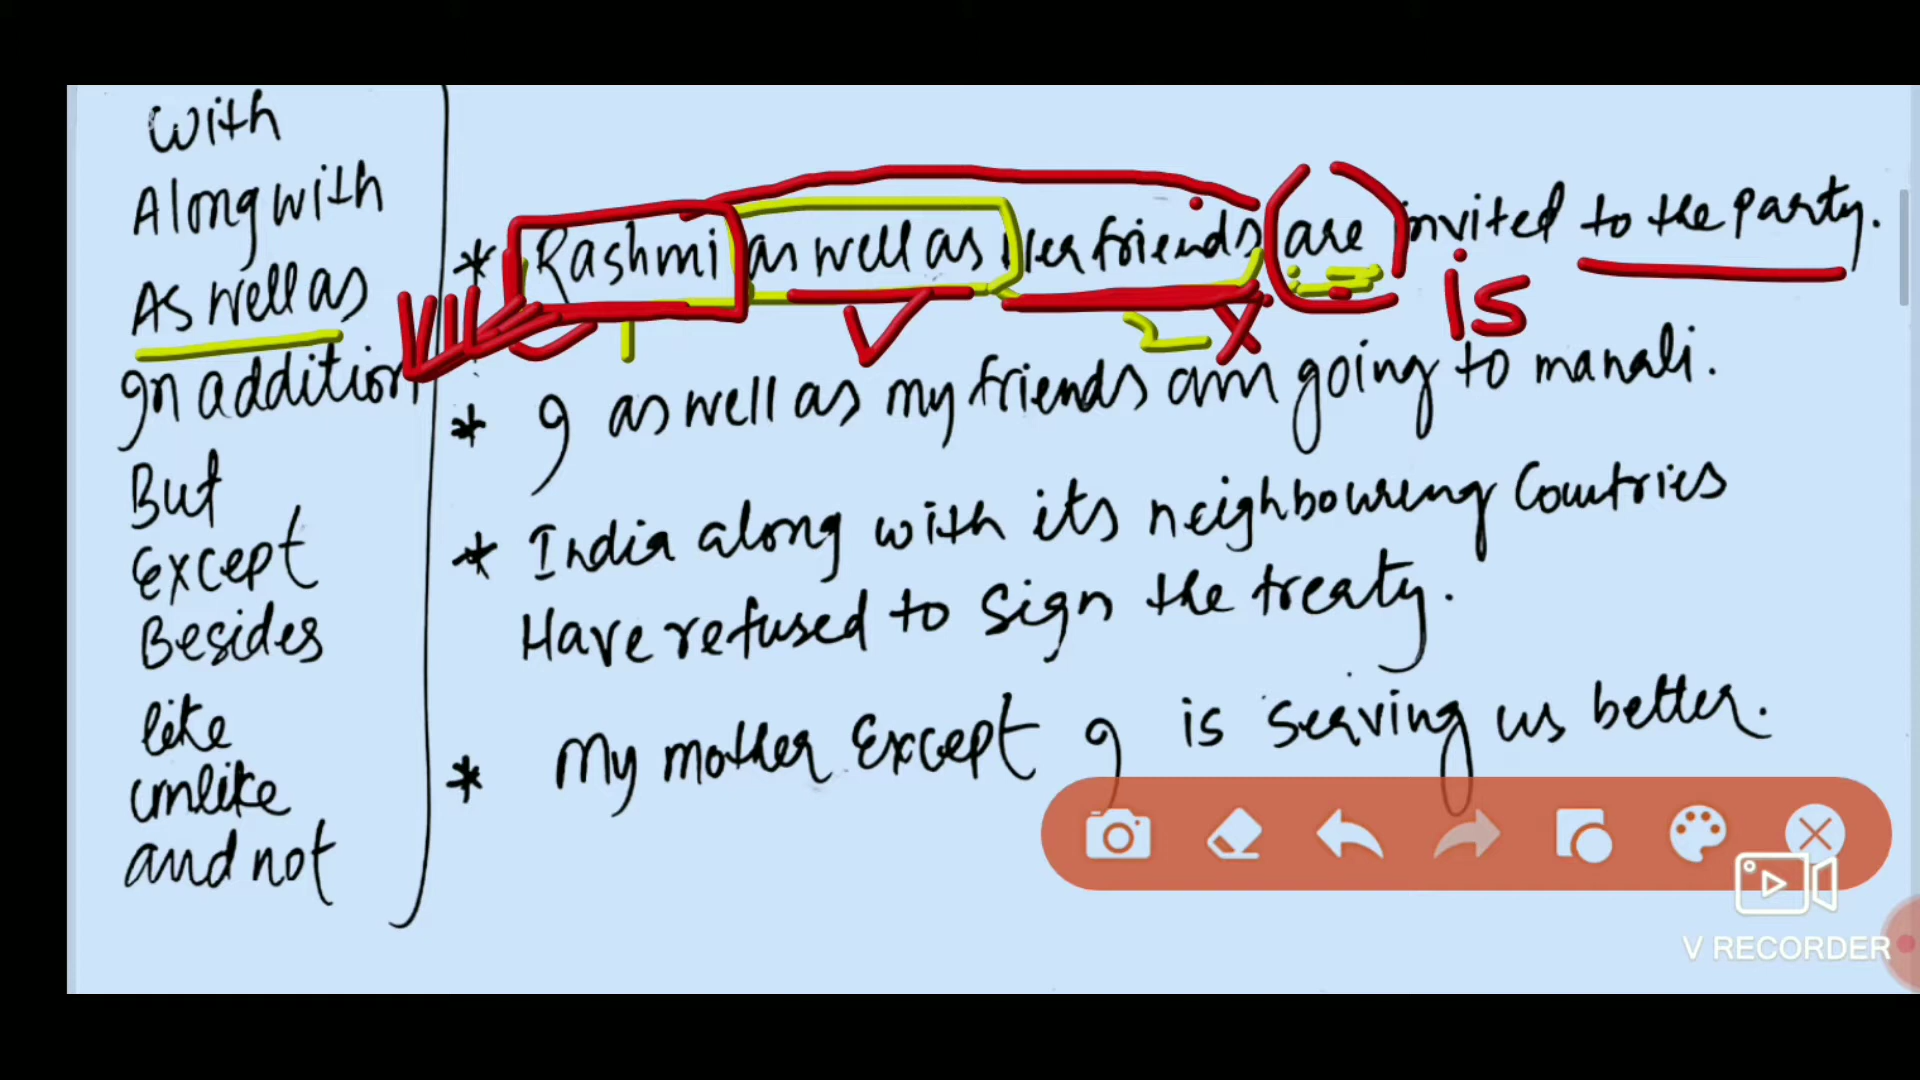 with
Along with
As well as
In addition
But
Except
Besides
like
unlike
and not
* Rashmi as well as her friends are invited to the party.
is
1
2
* I as well as my friends am going to manali.
* India along with its neighbouring Countries
Have refused to sign the treaty.
* My mother Except I is serving us better.
V RECORDER